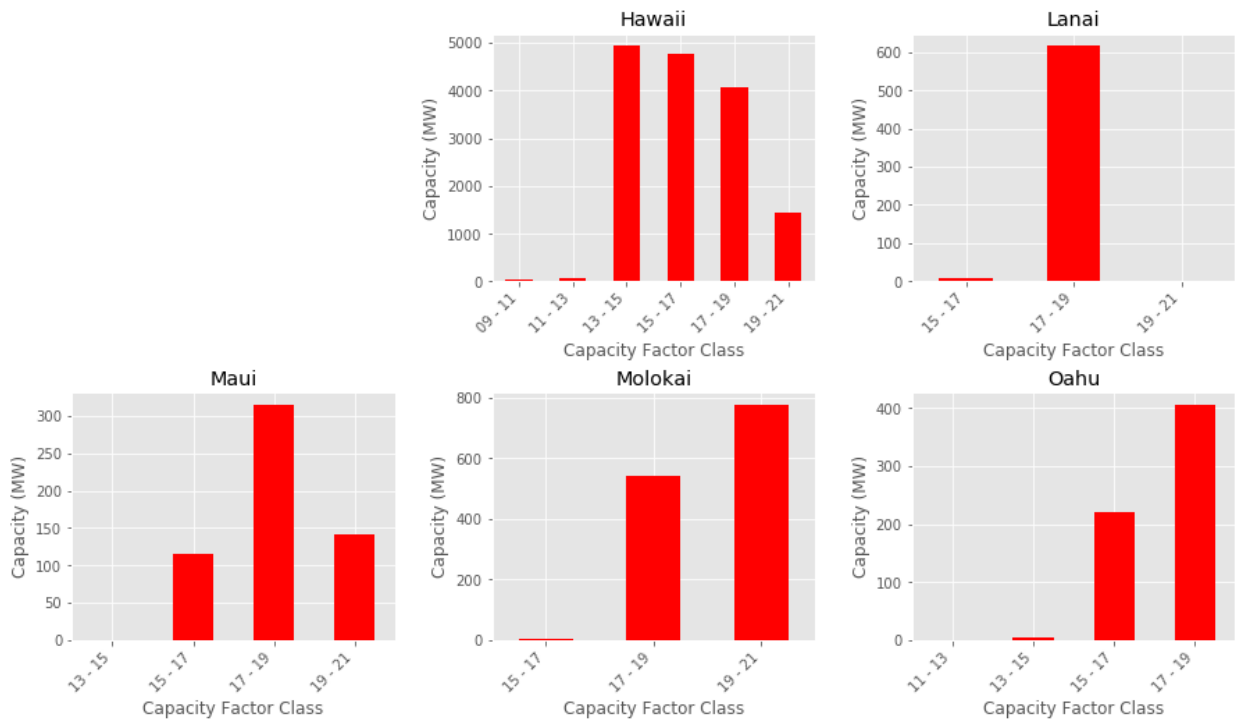 Hawaii
Capacity (MW)
5000
4000
3000
2000
1000
0
09 - 11
11 - 13
13 - 15
15 - 17
17 - 19
19 - 21
Capacity Factor Class
Lanai
Capacity (MW)
600
500
400
300
200
100
0
15 - 17
17 - 19
19 - 21
Capacity Factor Class
Maui
Capacity (MW)
300
250
200
150
100
50
0
13 - 15
15 - 17
17 - 19
19 - 21
Capacity Factor Class
Molokai
Capacity (MW)
800
600
400
200
0
15 - 17
17 - 19
19 - 21
Capacity Factor Class
Oahu
Capacity (MW)
400
300
200
100
0
11 - 13
13 - 15
15 - 17
17 - 19
Capacity Factor Class